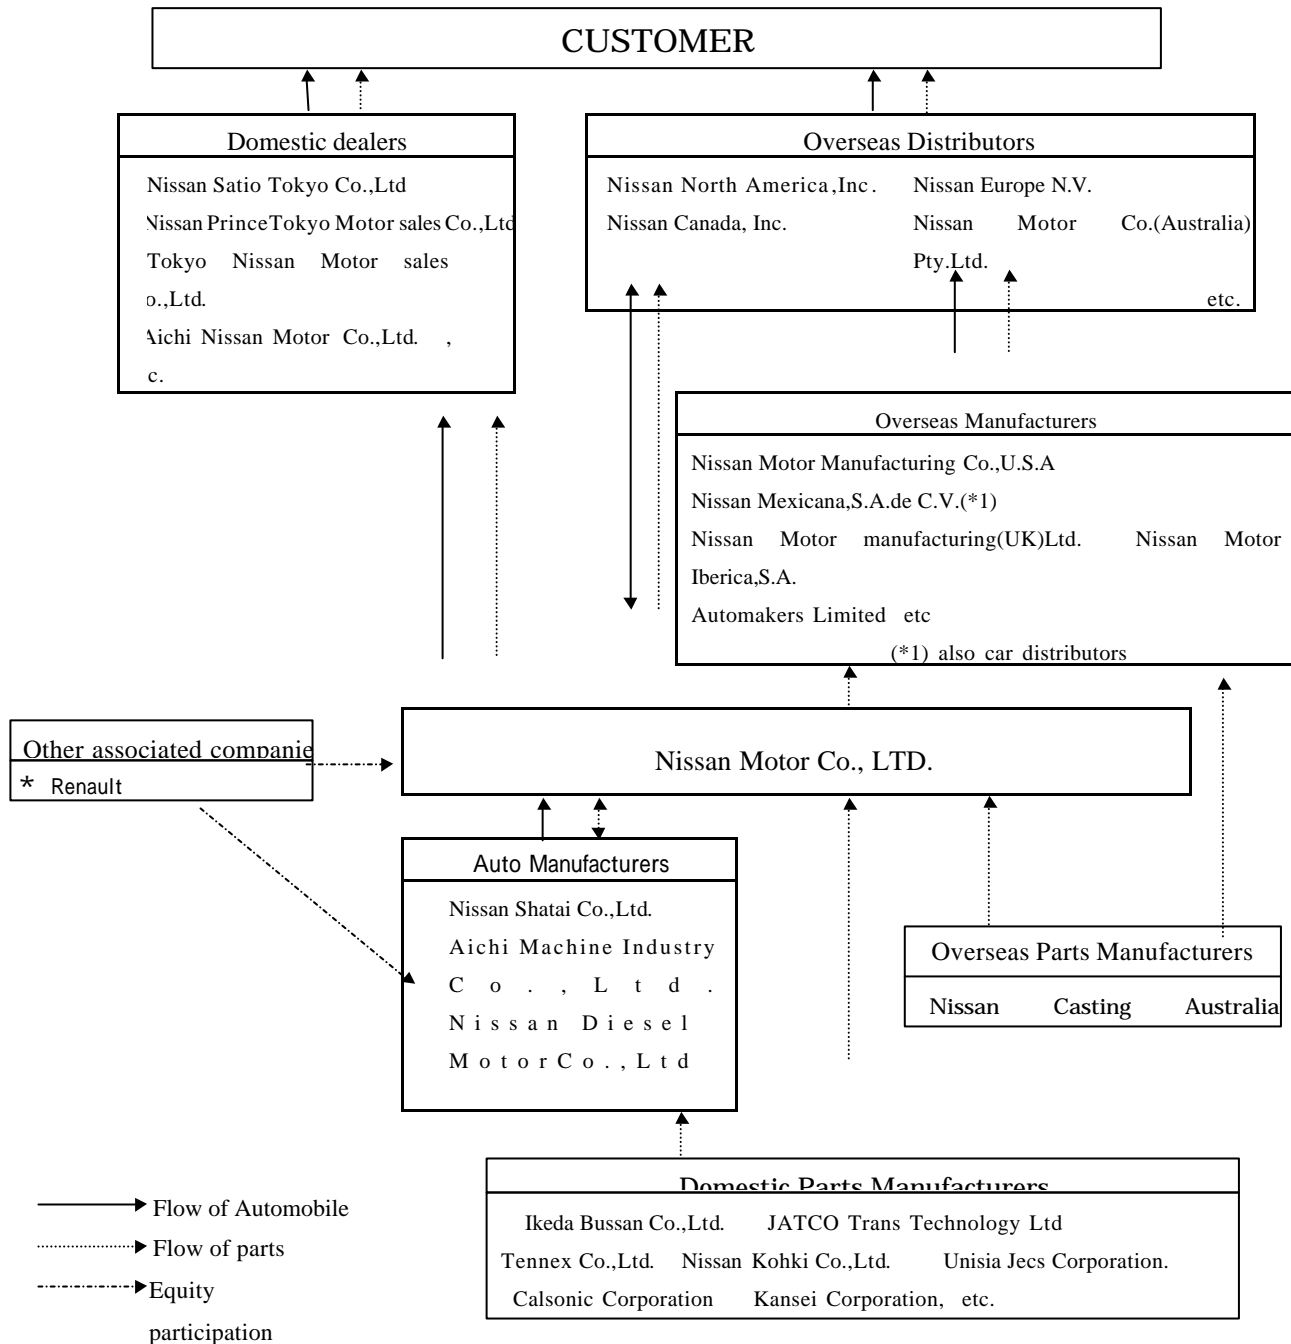 CUSTOMER
Domestic dealers
Nissan Satio Tokyo Co.,Ltd
Nissan PrinceTokyo Motor sales Co.,Ltd
Tokyo Nissan Motor sales
o.,Ltd.
Aichi Nissan Motor Co.,Ltd. ,
c.
Overseas Distributors
Nissan North America,Inc. Nissan Europe N.V.
Nissan Canada, Inc. Nissan Motor Co.(Australia)
Pty.Ltd.
etc.
Overseas Manufacturers
Nissan Motor Manufacturing Co.,U.S.A
Nissan Mexicana,S.A.de C.V.(*1)
Nissan Motor manufacturing(UK)Ltd. Nissan Motor
Iberica,S.A.
Automakers Limited etc
(*1) also car distributors
Other associated companie
* Renault
Nissan Motor Co., LTD.
Auto Manufacturers
Nissan Shatai Co.,Ltd.
Aichi Machine Industry
Co.,Ltd.
Nissan Diesel
MotorCo.,Ltd
Overseas Parts Manufacturers
Nissan Casting Australia
Domestic Parts Manufacturers
Ikeda Bussan Co.,Ltd. JATCO Trans Technology Ltd
Tennex Co.,Ltd. Nissan Kohki Co.,Ltd. Unisia Jecs Corporation.
Calsonic Corporation Kansei Corporation, etc.
Flow of Automobile
Flow of parts
Equity
participation